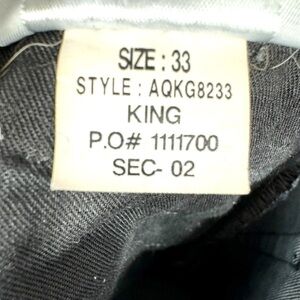 SIZE : 33
STYLE : AQKG8233
KING
P.O# 1111700
SEC- 02